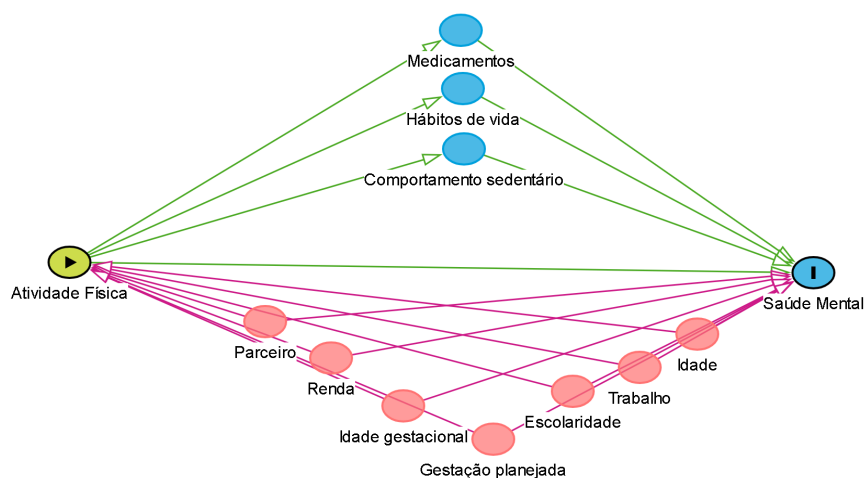 Medicamentos
Hábitos de vida
Comportamento sedentário
Atividade Física
Saúde Mental
Parceiro
Idade
Renda
Trabalho
Escolaridade
Idade gestacional
Gestação planejada